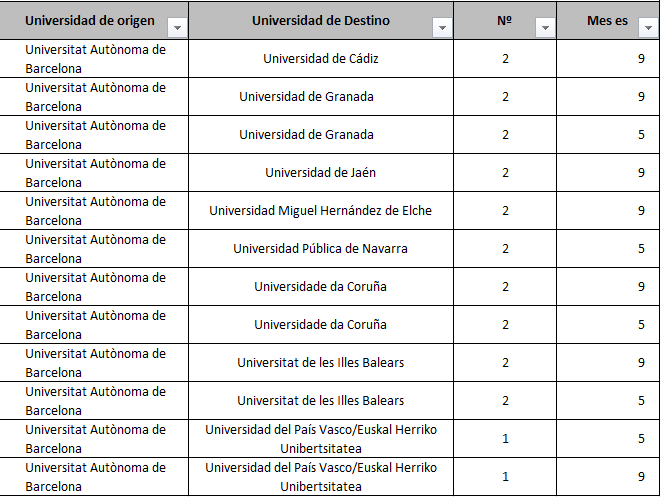 Universidad de origen Universidad de Destino Nº Mes es
Universitat Autònoma de
Barcelona Universidad de Cádiz 2 9
Universitat Autònoma de
Barcelona Universidad de Granada 2 9
Universitat Autònoma de
Barcelona Universidad de Granada 2 5
Universitat Autònoma de
Barcelona Universidad de Jaén 2 9
Universitat Autònoma de
Barcelona Universidad Miguel Hernández de Elche 2 9
Universitat Autònoma de
Barcelona Universidad Pública de Navarra 2 5
Universitat Autònoma de
Barcelona Universidade da Coruña 2 9
Universitat Autònoma de
Barcelona Universidade da Coruña 2 5
Universitat Autònoma de
Barcelona Universitat de les Illes Balears 2 9
Universitat Autònoma de
Barcelona Universitat de les Illes Balears 2 5
Universitat Autònoma de Universidad del País Vasco/Euskal Herriko
Barcelona Unibertsitatea 1 5
Universitat Autònoma de Universidad del País Vasco/Euskal Herriko
Barcelona Unibertsitatea 1 9